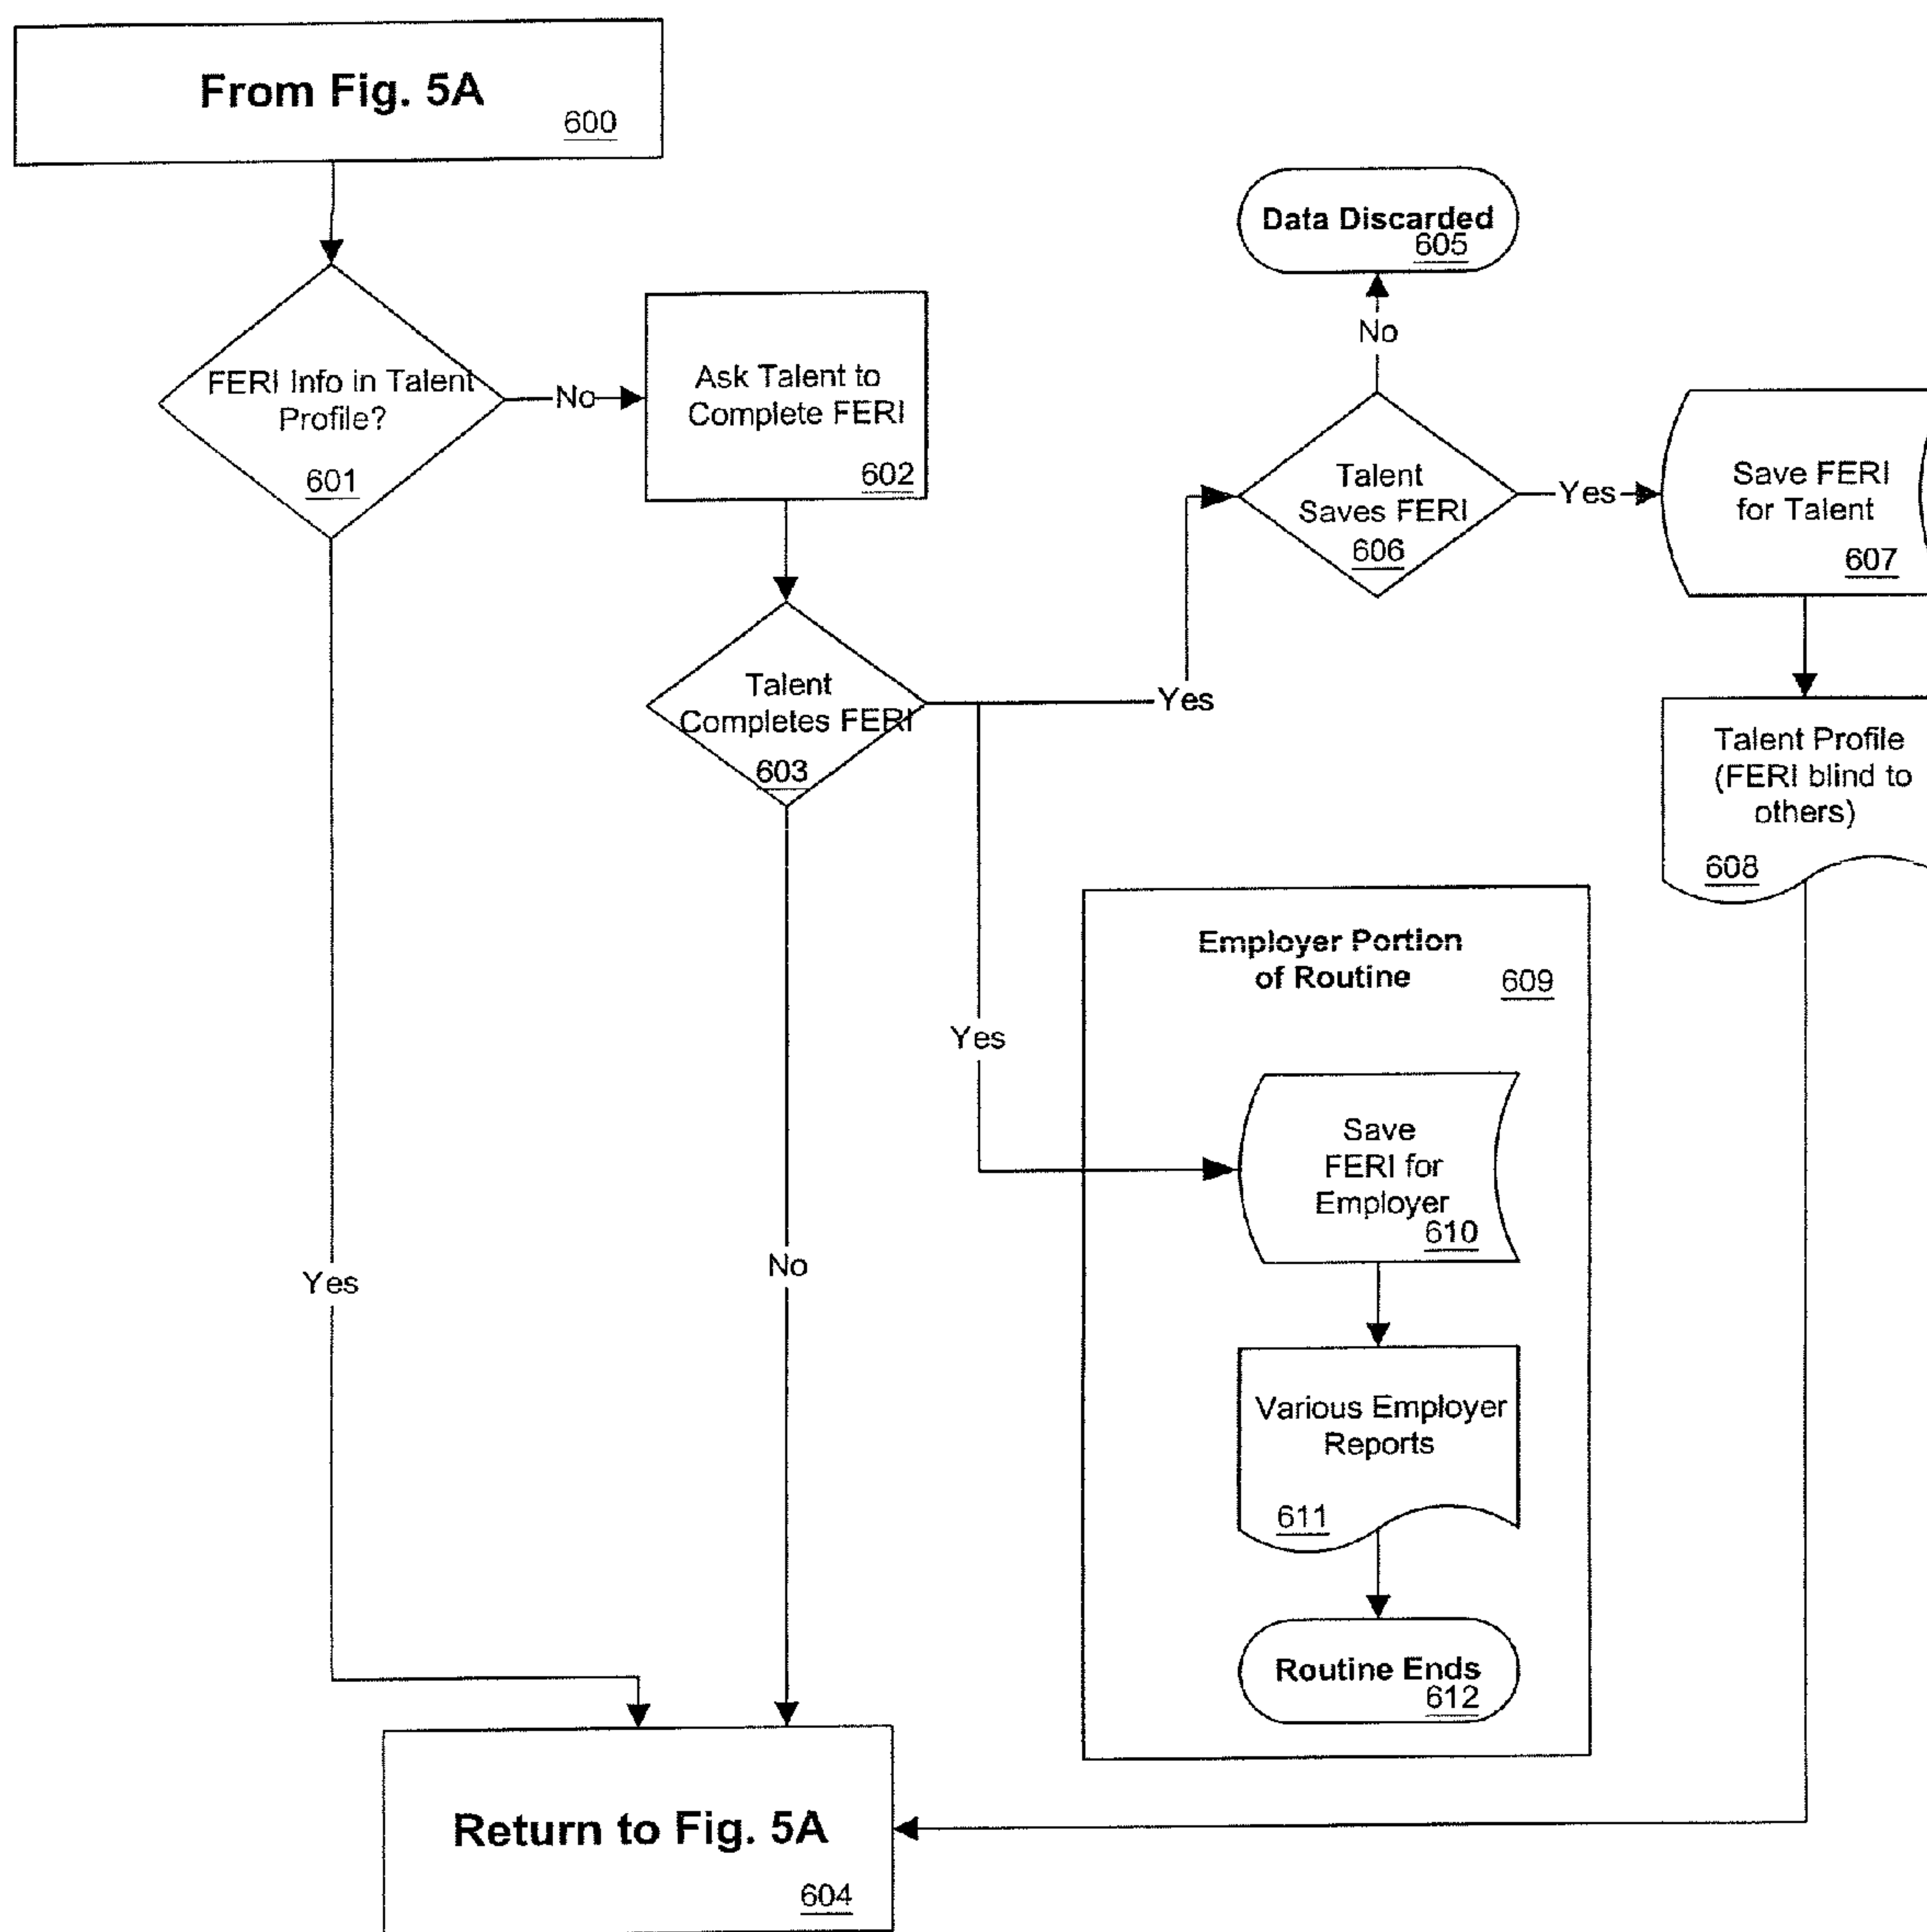 From Fig. 5A
600
FERI Info in Talent
Profile?
601
No
Ask Talent to
Complete FERI
602
Data Discarded
605
No
Talent
Saves FERI
606
Yes
Save FERI
for Talent
607
Talent
Completes FERI
603
Yes
Talent Profile
(FERI blind to
others)
608
Employer Portion
of Routine
609
Yes
Save
FERI for
Employer
610
Yes
No
Various Employer
Reports
611
Routine Ends
612
Return to Fig. 5A
604